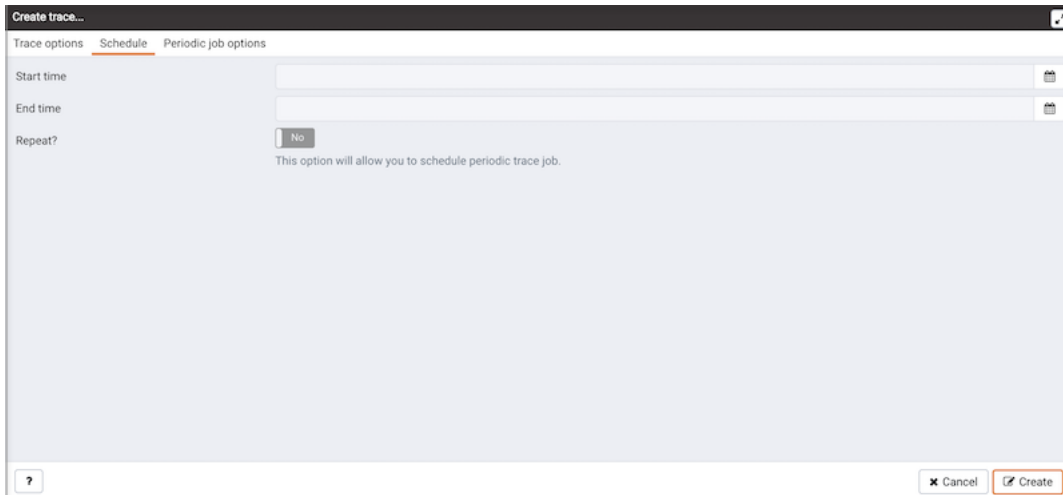 Create trace...
Trace options Schedule Periodic job options
Start time
End time
Repeat? No
This option will allow you to schedule periodic trace job.
? Cancel Create